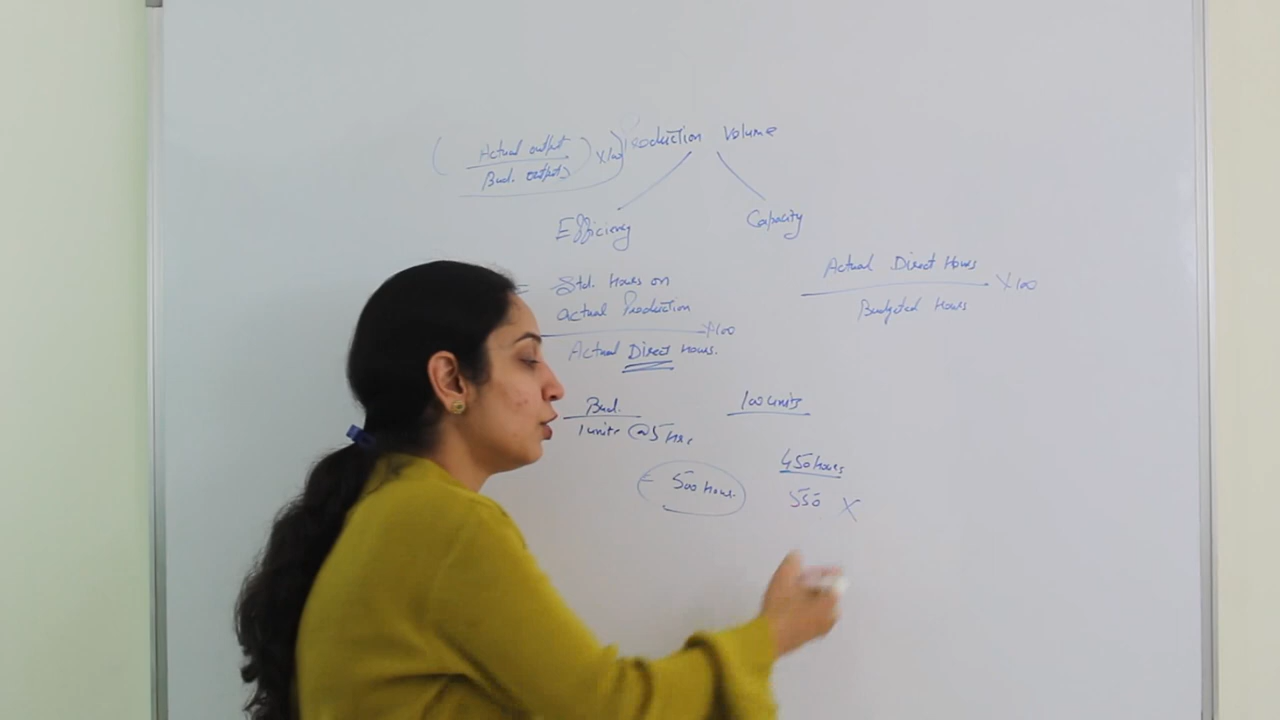 Production Volume
( Actual output ) X100
Bud. output
Efficiency
Capacity
= Std. Hours on
actual Production X100
Actual Direct Hours.
Actual Direct Hours X100
Budgeted Hours
Bud.
1 units @ 5 Hrs
100 units
= 500 Hours.
450 hours
550 X